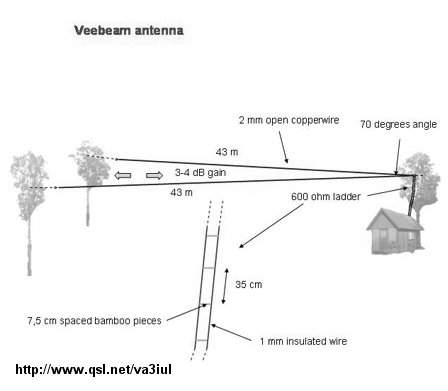 Veebeam antenna
2 mm open copperwire
70 degrees angle
43 m
3-4 dB gain
43 m
600 ohm ladder
35 cm
7,5 cm spaced bamboo pieces
1 mm insulated wire
http://www.qsl.net/va3iul